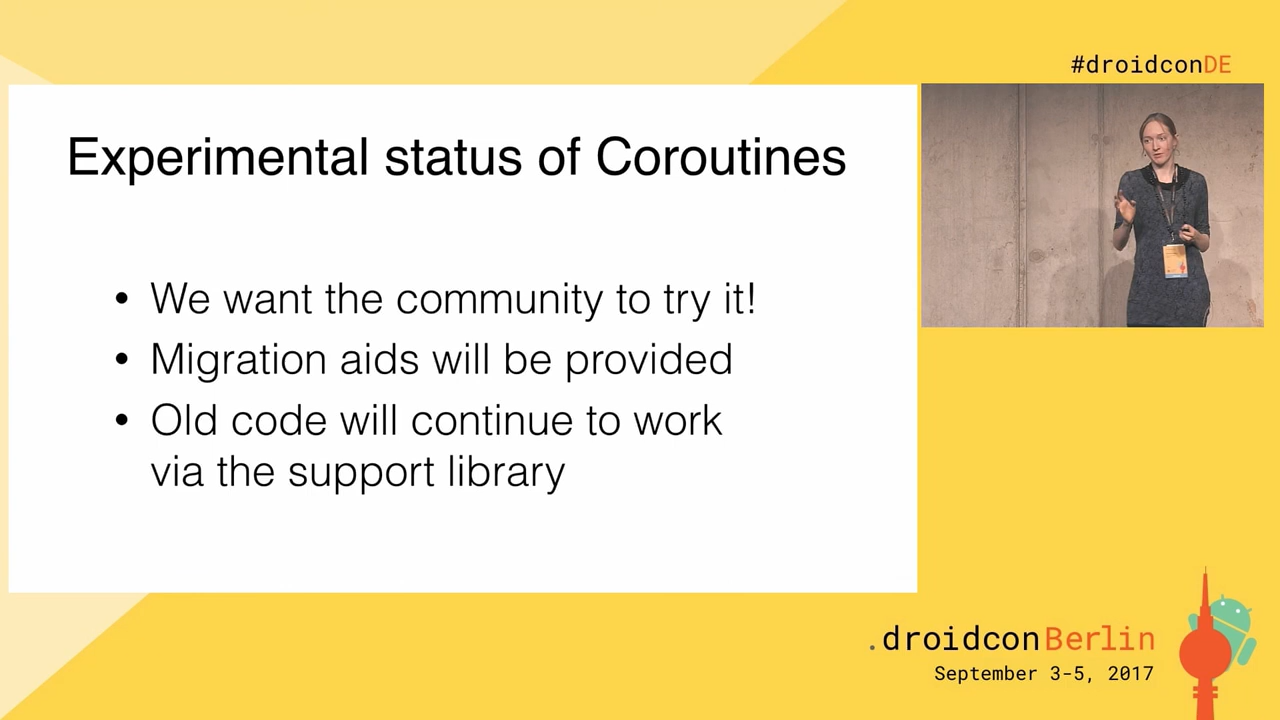 #droidconDE
Experimental status of Coroutines
• We want the community to try it!
• Migration aids will be provided
• Old code will continue to work
via the support library
.droidconBerlin
September 3-5, 2017